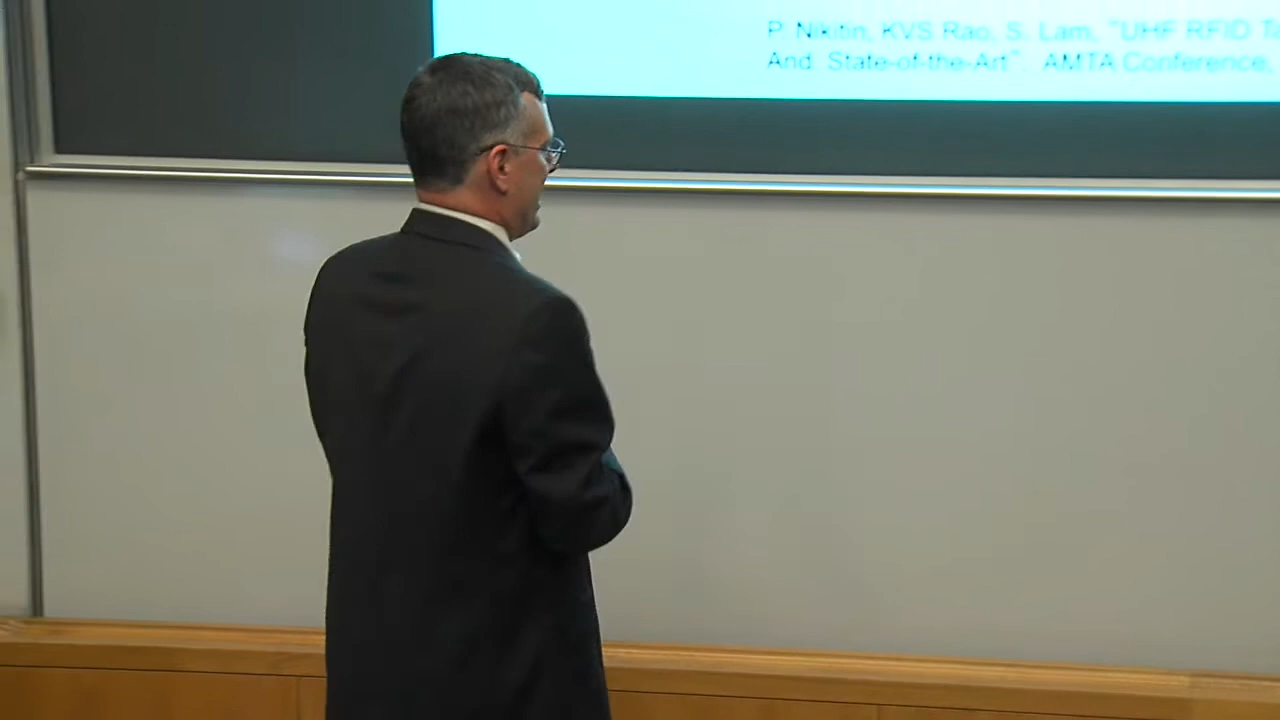 P. Nikitin, KVS Rao, S. Lam, "UHF RFID
And State-of-the-Art", AMTA Conference,